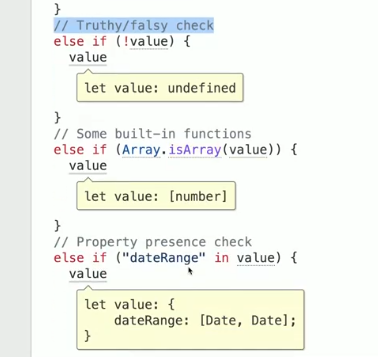 }
// Truthy/falsy check
else if (!value) {
value
let value: undefined
}
// Some built-in functions
else if (Array.isArray(value)) {
value
let value: [number]
}
// Property presence check
else if ("dateRange" in value) {
value
let value: {
dateRange: [Date, Date];
}